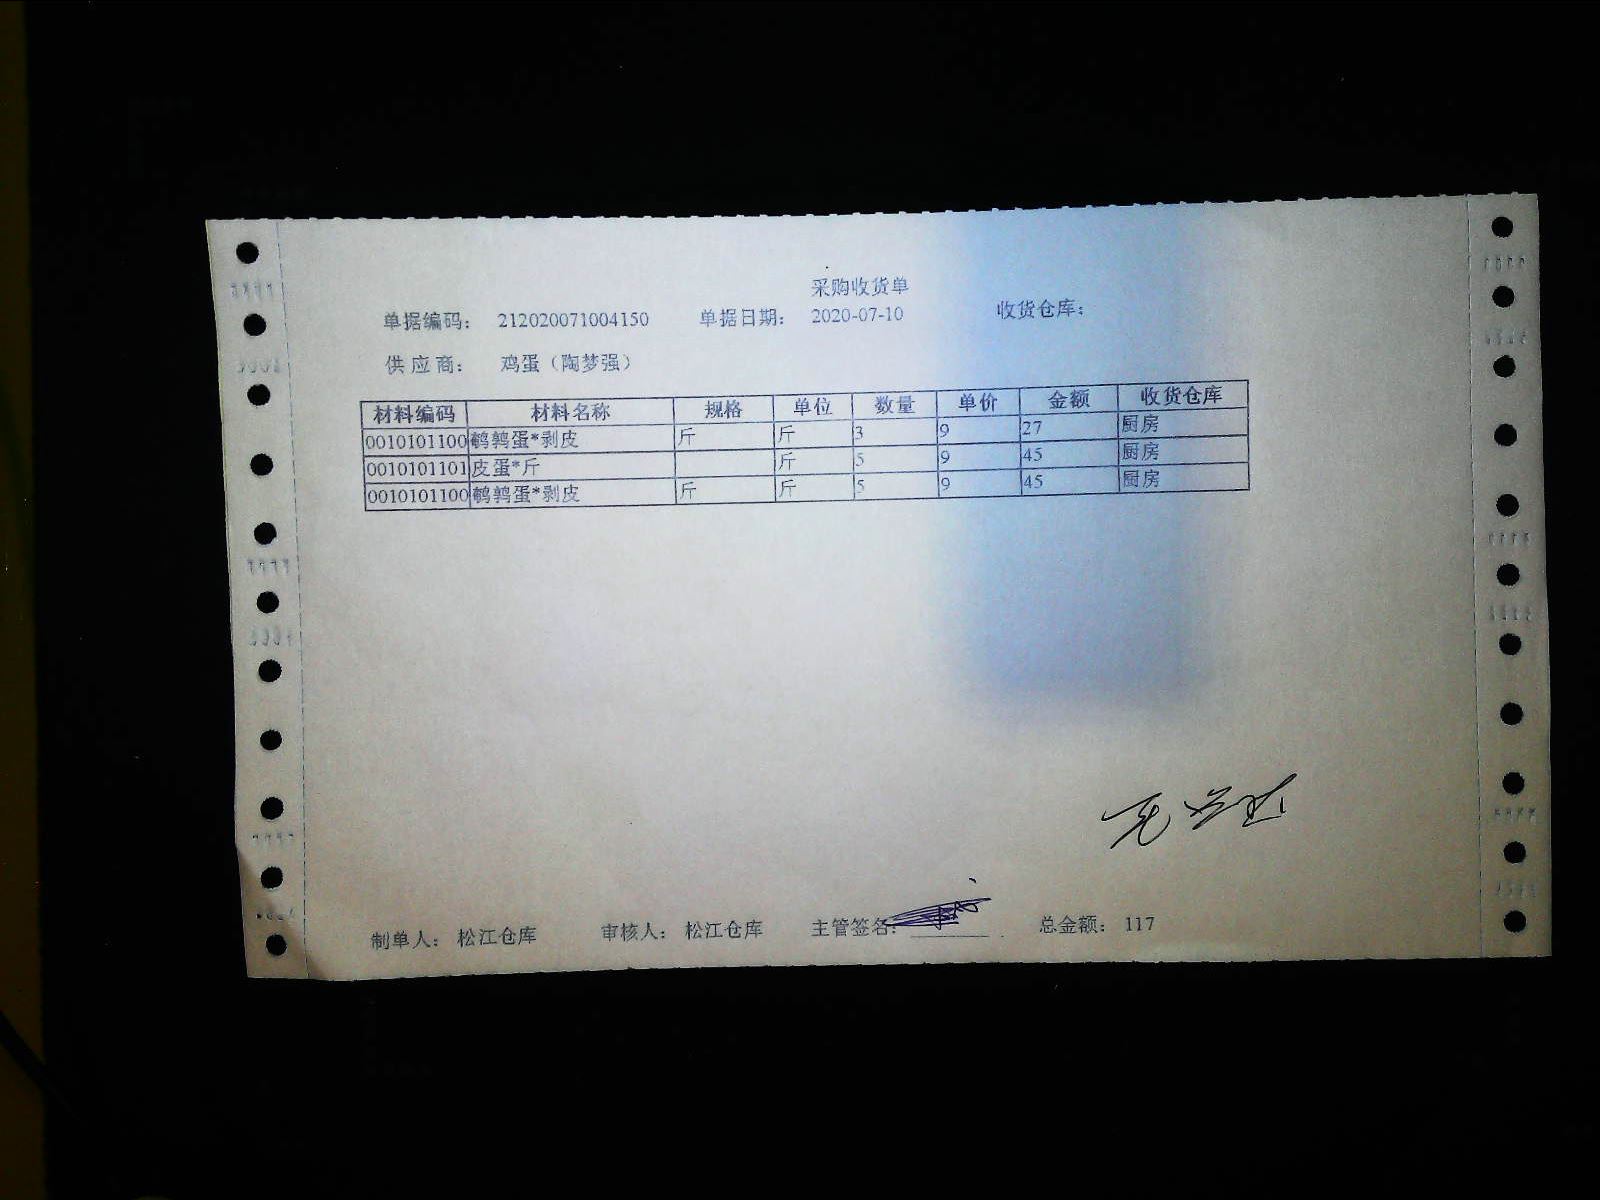 采购收货单
单据编码： 212020071004150 单据日期： 2020-07-10 收货仓库：
供 应 商： 鸡蛋（陶梦强）
材料编码 材料名称 规格 单位 数量 单价 金额 收货仓库
0010101100 鹌鹑蛋*剥皮 斤 斤 3 9 27 厨房
0010101101 皮蛋*斤 斤 5 9 45 厨房
0010101100 鹌鹑蛋*剥皮 斤 斤 5 9 45 厨房
制单人： 松江仓库 审核人： 松江仓库 主管签名： 总金额： 117